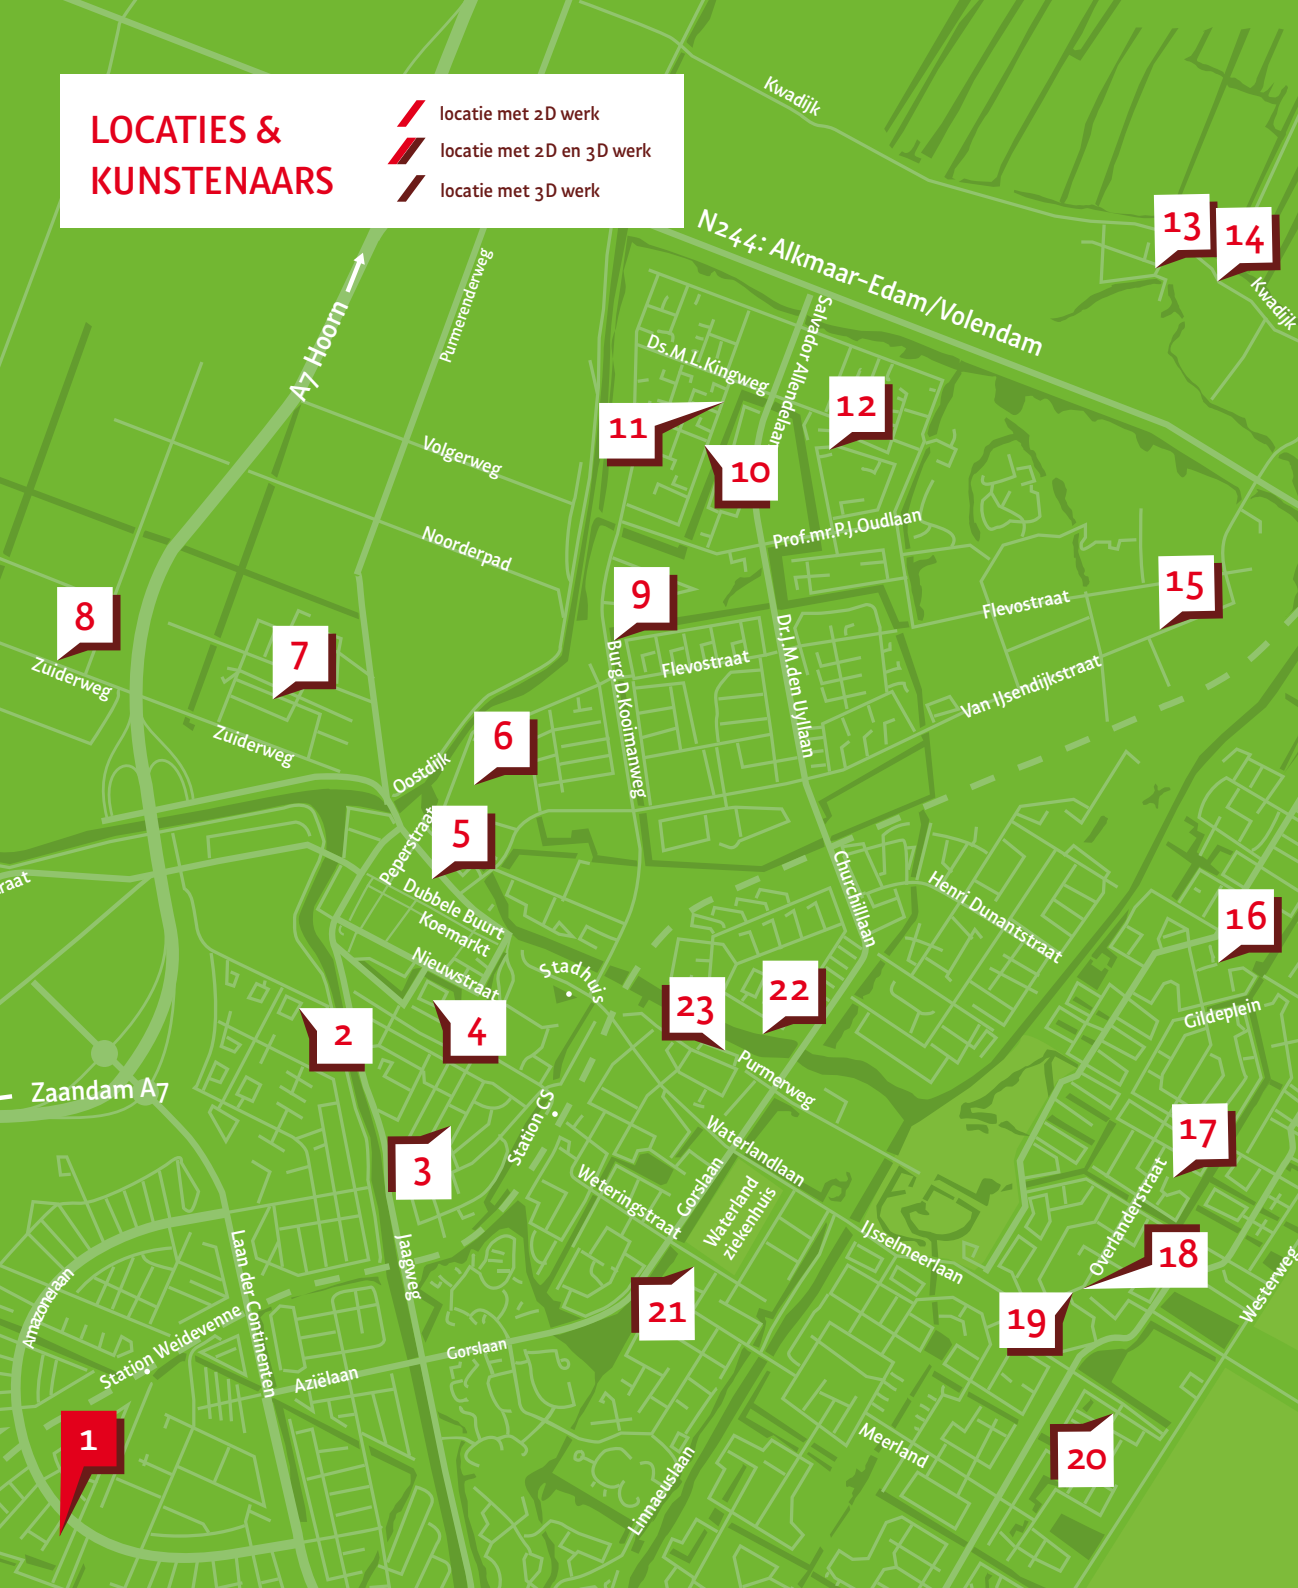 LOCATIES &
KUNSTENAARS
locatie met 2D werk
locatie met 2D en 3D werk
locatie met 3D werk
Kwadijk
N244: Alkmaar-Edam/Volendam
13
14
Kwadijk
A7 Hoorn
Purmerenderweg
Salvador Allendelaan
Ds.M.L.Kingweg
12
11
10
Volgerweg
Noorderpad
Prof.mr.P.J.Oudlaan
15
8
7
9
Flevostraat
Zuiderweg
Flevostraat
Burg.D.Kooimanweg
Dr.J.M.den Uyllaan
Van IJsendijkstraat
Zuiderweg
6
Oostdijk
5
Peperstraat
raat
Dubbele Buurt
Koemarkt
Nieuwstraat
Churchilllaan
Henri Dunantstraat
16
Stadhuis
22
23
Gildeplein
2
4
Zaandam A7
Purmerweg
Station CS
Waterlandlaan
17
3
Weteringstraat
Gorslaan
Waterland
ziekenhuis
Overlanderstraat
IJsselmeerlaan
18
Westerweg
Jaagweg
Laan der Continenten
Amazonelaan
Station Weidevenne
21
19
Gorslaan
Aziëlaan
1
Meerland
20
Linnaeuslaan